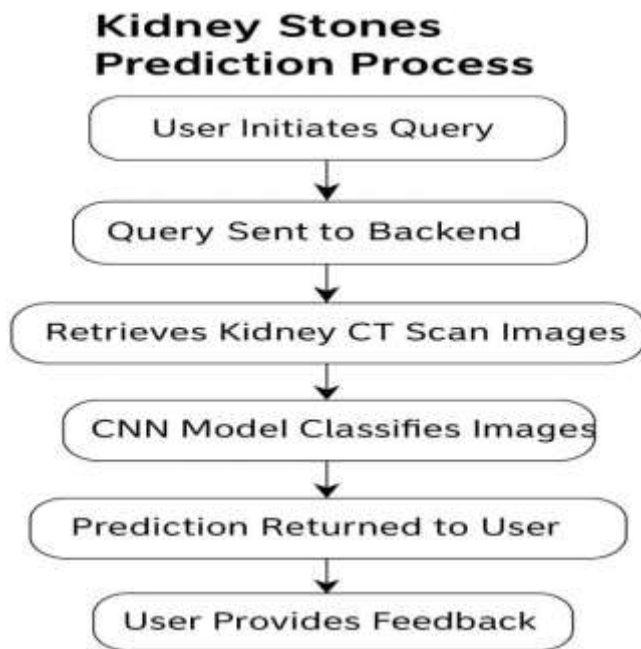 Kidney Stones
Prediction Process
User Initiates Query
Query Sent to Backend
Retrieves Kidney CT Scan Images
CNN Model Classifies Images
Prediction Returned to User
User Provides Feedback